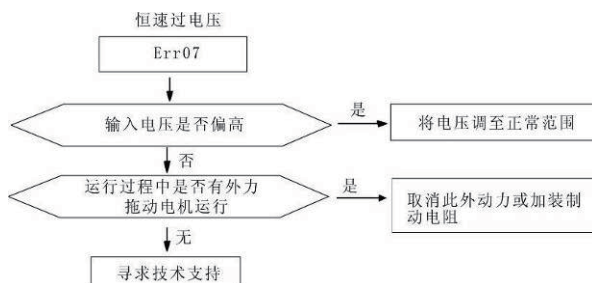 恒速过电压
Err07
输入电压是否偏高
是
将电压调至正常范围
否
运行过程中是否有外力
拖动电机运行
是
取消此外动力或加装制
动电阻
无
寻求技术支持